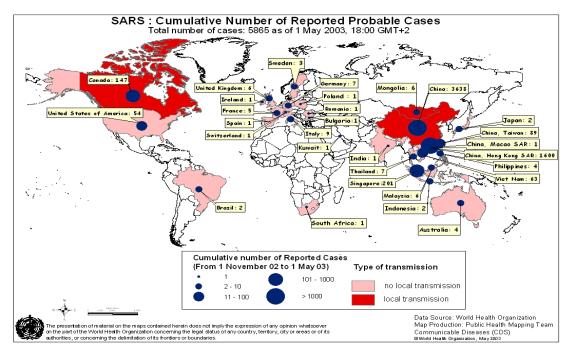 SARS : Cumulative Number of Reported Probable Cases
Total number of cases: 5865 as of 1 May 2003, 18:00 GMT+2
Sweden: 3
Canada: 147
Germany: 7
United Kingdom: 6
Mongolia: 6
China: 3638
Poland : 1
Ireland: 1
United States of America: 54
France: 5
Romania: 1
Japan: 2
Spain: 1
Bulgaria: 1
China, Taiwan: 89
Switzerland: 1
Italy: 9
China, Macao SAR: 1
Kuwait: 1
India: 1
China, Hong Kong SAR: 1600
Thailand: 7
Philippines: 4
Singapore: 201
Viet Nam: 63
Malaysia: 6
Brazil: 2
Indonesia: 2
South Africa: 1
Australia: 4
Cumulative number of Reported Cases
(From 1 November 02 to 1 May 03)
Type of transmission
1
101 - 1000
no local transmission
2 - 10
11 - 100
> 1000
local transmission
The presentation of material on the maps contained herein does not imply the expression of any opinion whatsoever
on the part of the World Health Organization concerning the legal status of any country, territory, city or areas or of its
authorities, or concerning the delimitation of its frontiers or boundaries.
Data Source: World Health Organization
Map Production: Public Health Mapping Team
Communicable Diseases (CDS)
©World Health Organization, May 2003